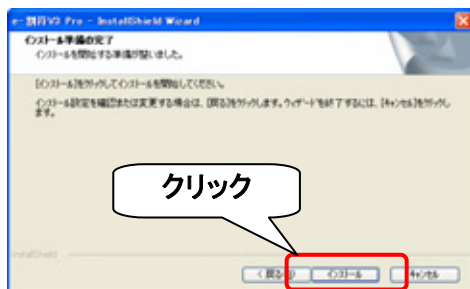 e-割符V3 Pro - InstallShield Wizard
インストール準備の完了
インストールを開始する準備が整いました。
[インストール]をクリックしてインストールを開始してください。
インストール設定を確認または変更する場合は、[戻る]をクリックします。ウィザードを終了するには、[キャンセル]をクリックし
ます。
クリック
InstallShield
< 戻る(B) インストール キャンセル